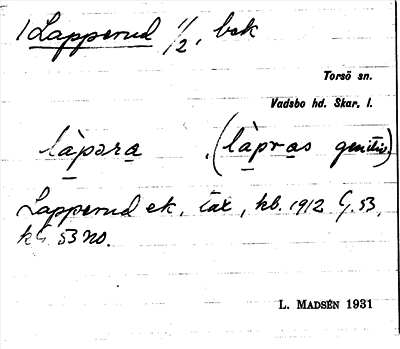 Lapperud 1/2, bsk
Torsö sn.
Vadsbo hd. Skar. l.
làpǝra (làpras genitiv)
Lapperud ek. tax, kb. 1912 G. 53,
kG 53 no.
L. MADSÉN 1931